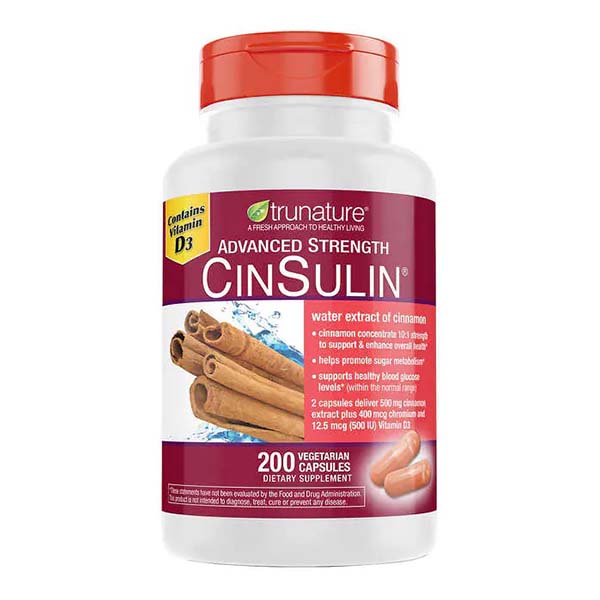 Contains
Vitamin
D3
trunature®
A FRESH APPROACH TO HEALTHY LIVING
ADVANCED STRENGTH
CINSULIN®
water extract of cinnamon
• cinnamon concentrate 10:1 strength
to support & enhance overall health*
• helps promote sugar metabolism*
• supports healthy blood glucose
levels* (within the normal range)
2 capsules deliver 500 mg cinnamon
extract plus 400 mcg chromium and
12.5 mcg (500 IU) Vitamin D3
200 VEGETARIAN
CAPSULES
DIETARY SUPPLEMENT
*These statements have not been evaluated by the Food and Drug Administration.
This product is not intended to diagnose, treat, cure or prevent any disease.